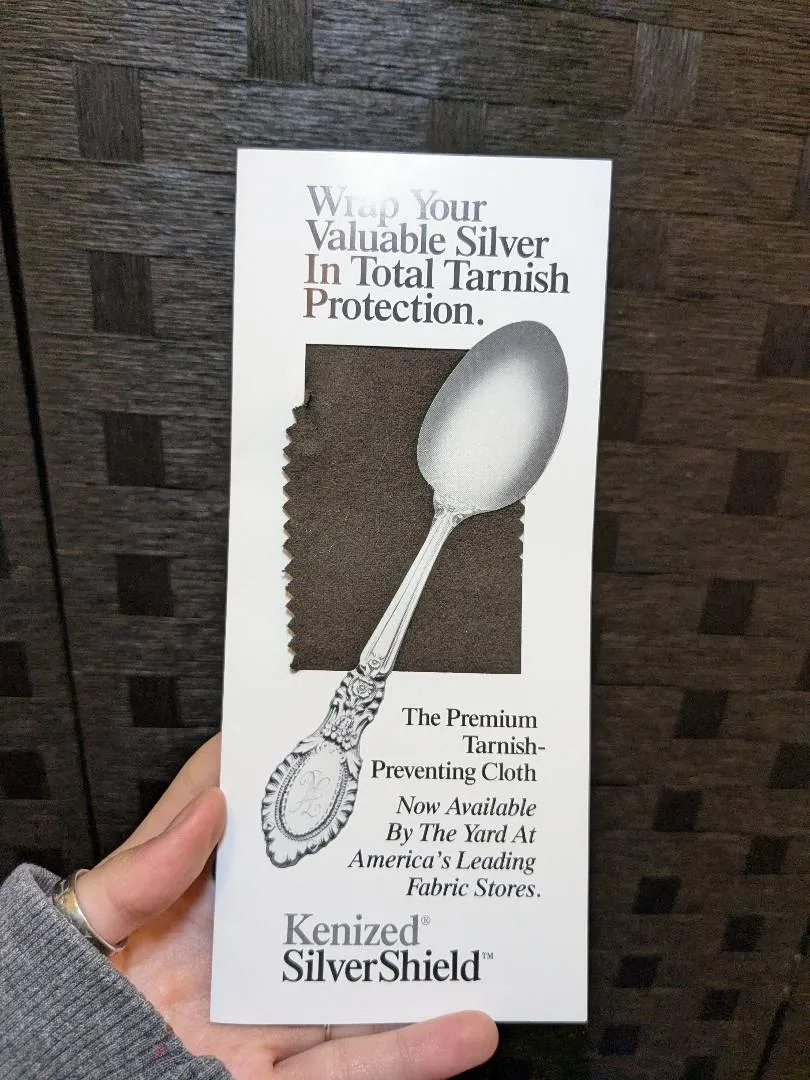 Wrap Your
Valuable Silver
In Total Tarnish
Protection.
The Premium
Tarnish-
Preventing Cloth
Now Available
By The Yard At
America's Leading
Fabric Stores.
Kenized®
SilverShield™